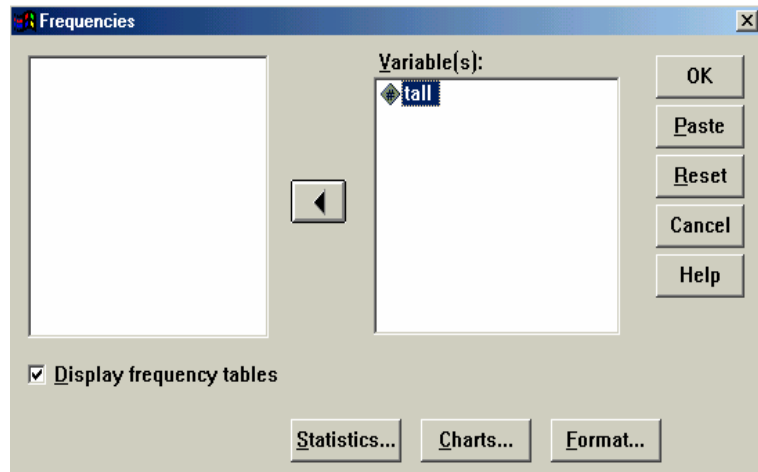 Frequencies
Variable(s):
# tall
OK
Paste
Reset
Cancel
Help
Display frequency tables
Statistics...
Charts...
Format...